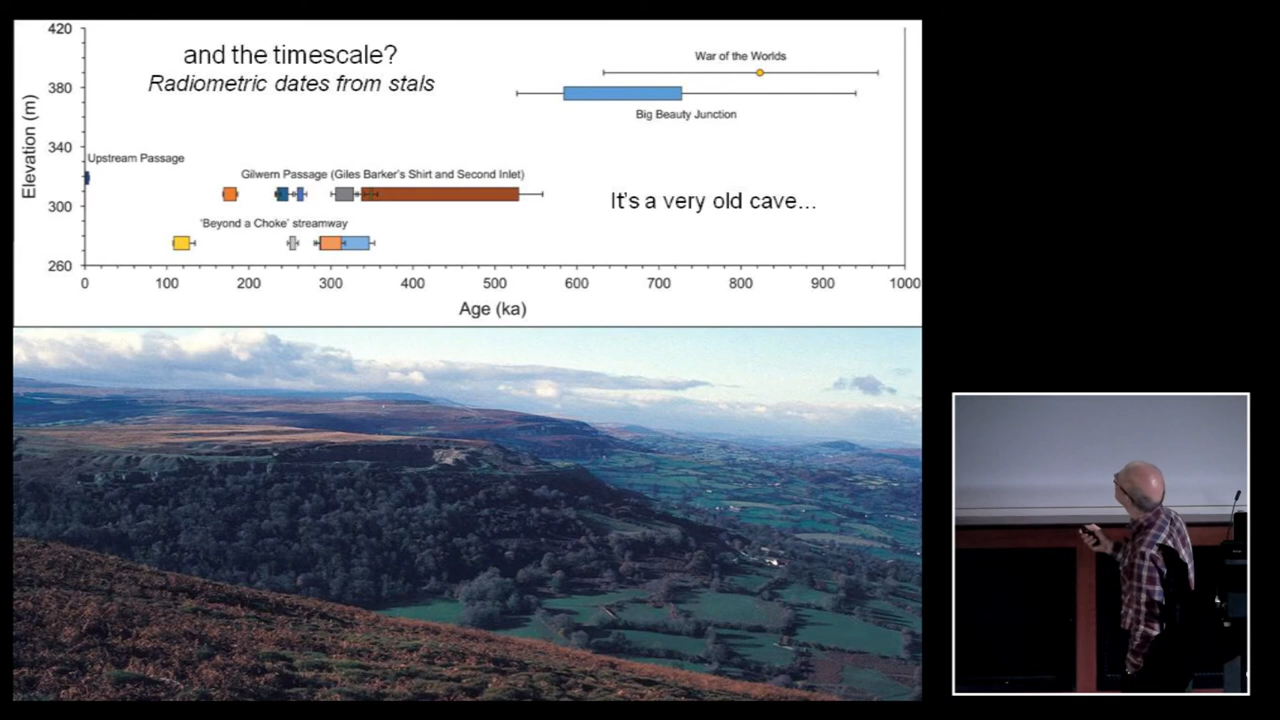 and the timescale?
Radiometric dates from stals
Elevation (m)
420
380
340
300
260
War of the Worlds
Big Beauty Junction
Upstream Passage
Gilwern Passage (Giles Barker's Shirt and Second Inlet)
It's a very old cave...
'Beyond a Choke' streamway
0 100 200 300 400 500 600 700 800 900 1000
Age (ka)